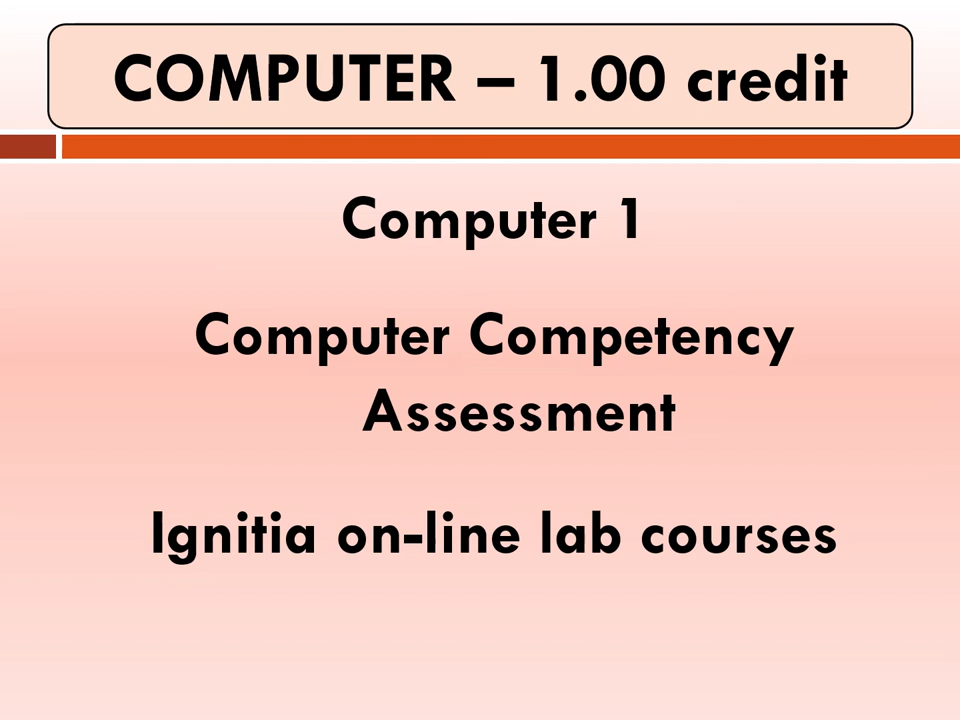 COMPUTER – 1.00 credit
Computer 1
Computer Competency
Assessment
Ignitia on-line lab courses